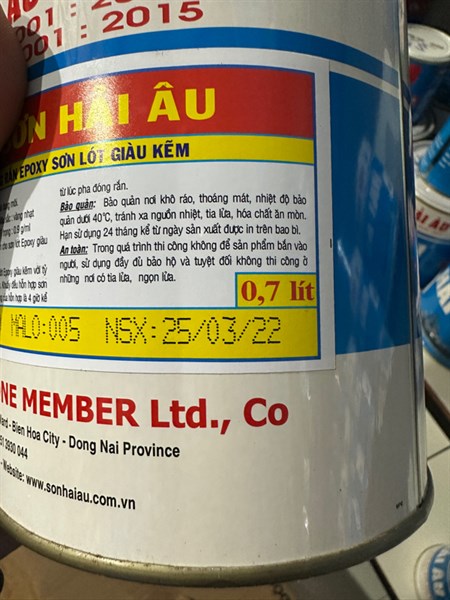 001 : 2015
SƠN HẢI ÂU
RẮN EPOXY SƠN LÓT GIÀU KẼM
từ lúc pha đóng rắn.
Bảo quản: Bảo quản nơi khô ráo, thoáng mát, nhiệt độ bảo
quản dưới 40°C, tránh xa nguồn nhiệt, tia lửa, hóa chất ăn mòn.
Hạn sử dụng 24 tháng kể từ ngày sản xuất được in trên bao bì.
An toàn: Trong quá trình thi công không để sản phẩm bắn vào
người, sử dụng đầy đủ bảo hộ và tuyệt đối không thi công ở
những nơi có tia lửa, ngọn lửa.
0,7 lít
MALO:005 NSX:25/03/22
NE MEMBER Ltd., Co
Ward - Bien Hoa City - Dong Nai Province
3930 044
- Website: www.sonhaiau.com.vn